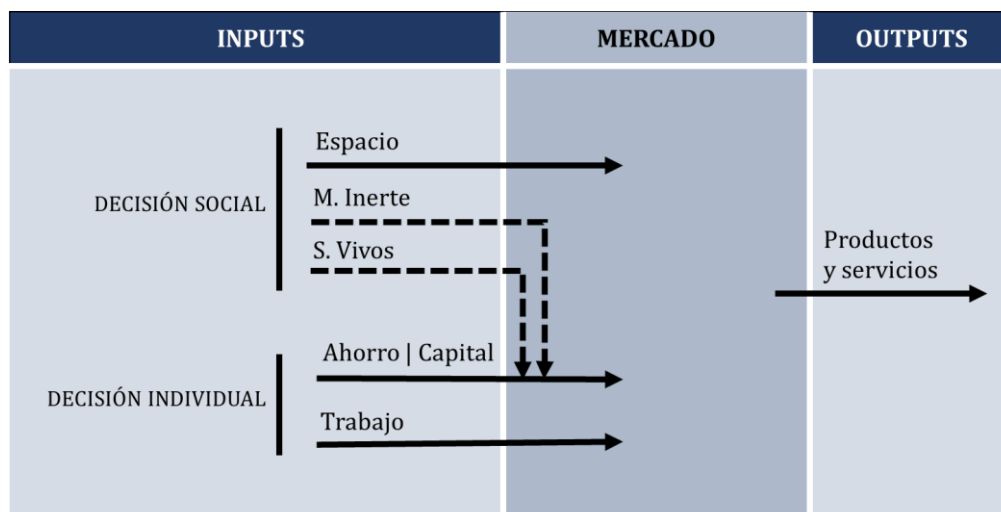 INPUTS
MERCADO
OUTPUTS
DECISIÓN SOCIAL
Espacio
M. Inerte
S. Vivos
DECISIÓN INDIVIDUAL
Ahorro | Capital
Trabajo
Productos
y servicios